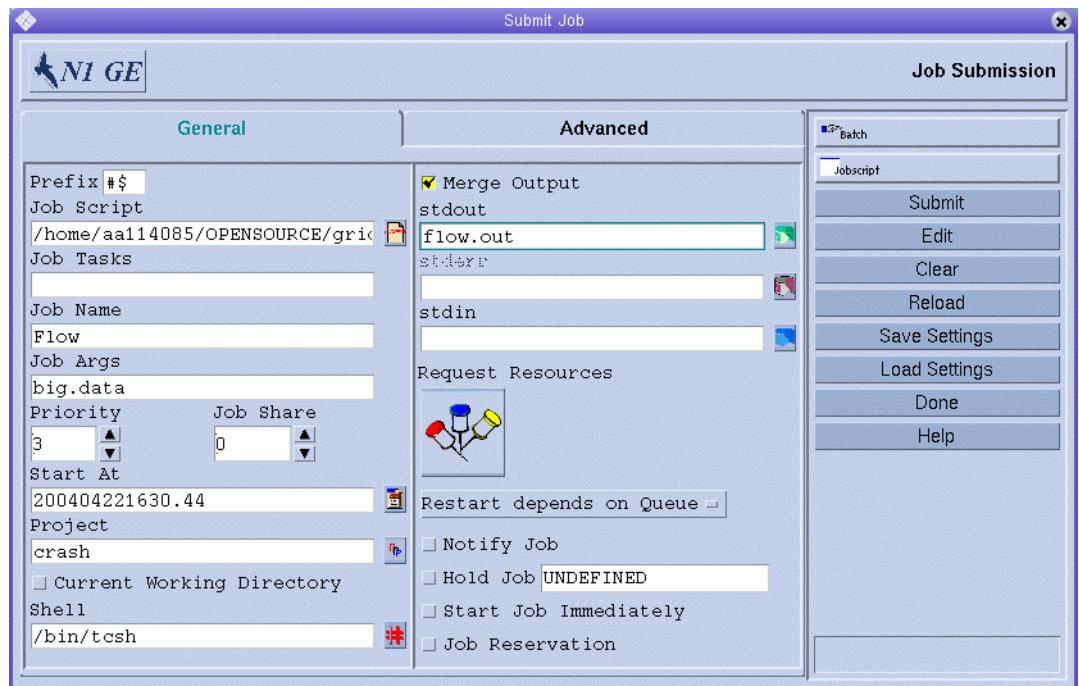 Submit Job
N1 GE
Job Submission
General
Advanced
Prefix #$
Job Script
/home/aa114085/OPENSOURCE/gric
Job Tasks
Job Name
Flow
Job Args
big.data
Priority Job Share
3 0
Start At
200404221630.44
Project
crash
Current Working Directory
Shell
/bin/tcsh
Merge Output
stdout
flow.out
stderr
stdin
Request Resources
Restart depends on Queue
Notify Job
Hold Job UNDEFINED
Start Job Immediately
Job Reservation
Batch
Jobscript
Submit
Edit
Clear
Reload
Save Settings
Load Settings
Done
Help